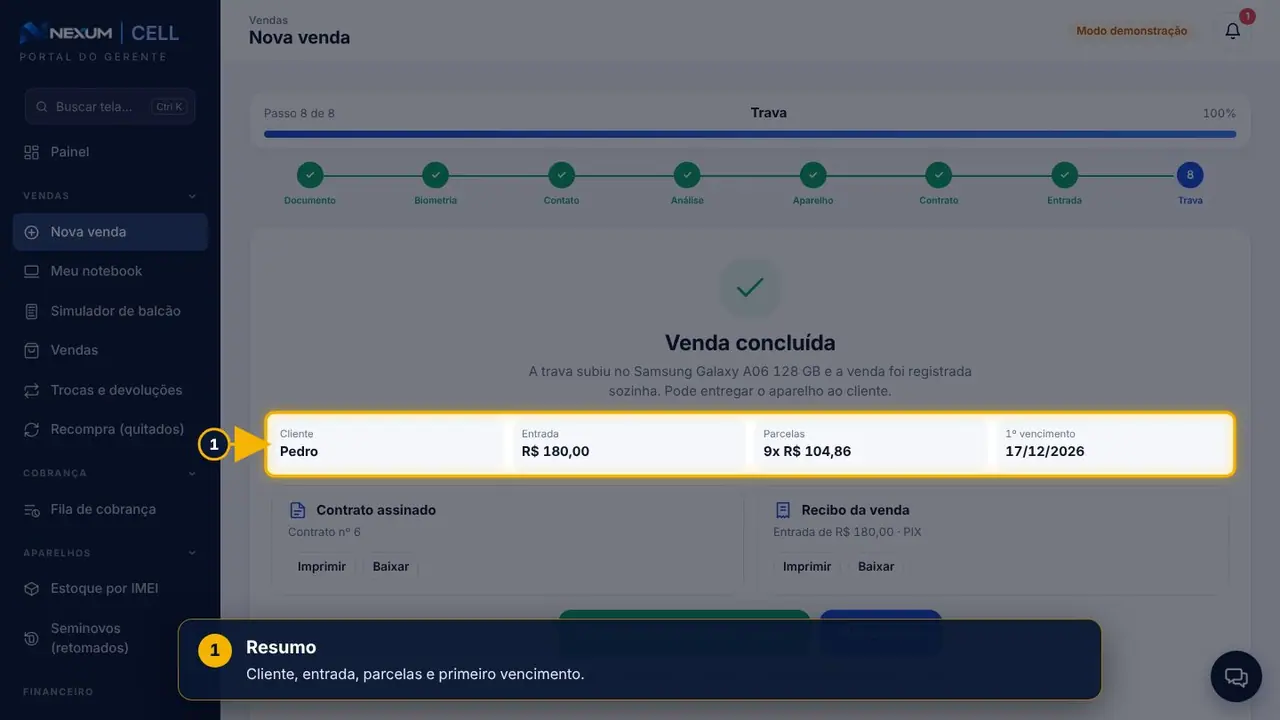 NEXUM | CELL
PORTAL DO GERENTE
Buscar tela... Ctrl K
Painel
VENDAS
Nova venda
Meu notebook
Simulador de balcão
Vendas
Trocas e devoluções
Recompra (quitados)
COBRANÇA
Fila de cobrança
APARELHOS
Estoque por IMEI
Seminovos
(retomados)
FINANCEIRO
Vendas
Nova venda
Modo demonstração
1
Passo 8 de 8
Trava
100%
8
Documento
Biometria
Contato
Análise
Aparelho
Contrato
Entrada
Trava
Venda concluída
A trava subiu no Samsung Galaxy A06 128 GB e a venda foi registrada
sozinha. Pode entregar o aparelho ao cliente.
1
Cliente
Pedro
Entrada
R$ 180,00
Parcelas
9x R$ 104,86
1º vencimento
17/12/2026
Contrato assinado
Contrato nº 6
Imprimir
Baixar
Recibo da venda
Entrada de R$ 180,00 · PIX
Imprimir
Baixar
1
Resumo
Cliente, entrada, parcelas e primeiro vencimento.